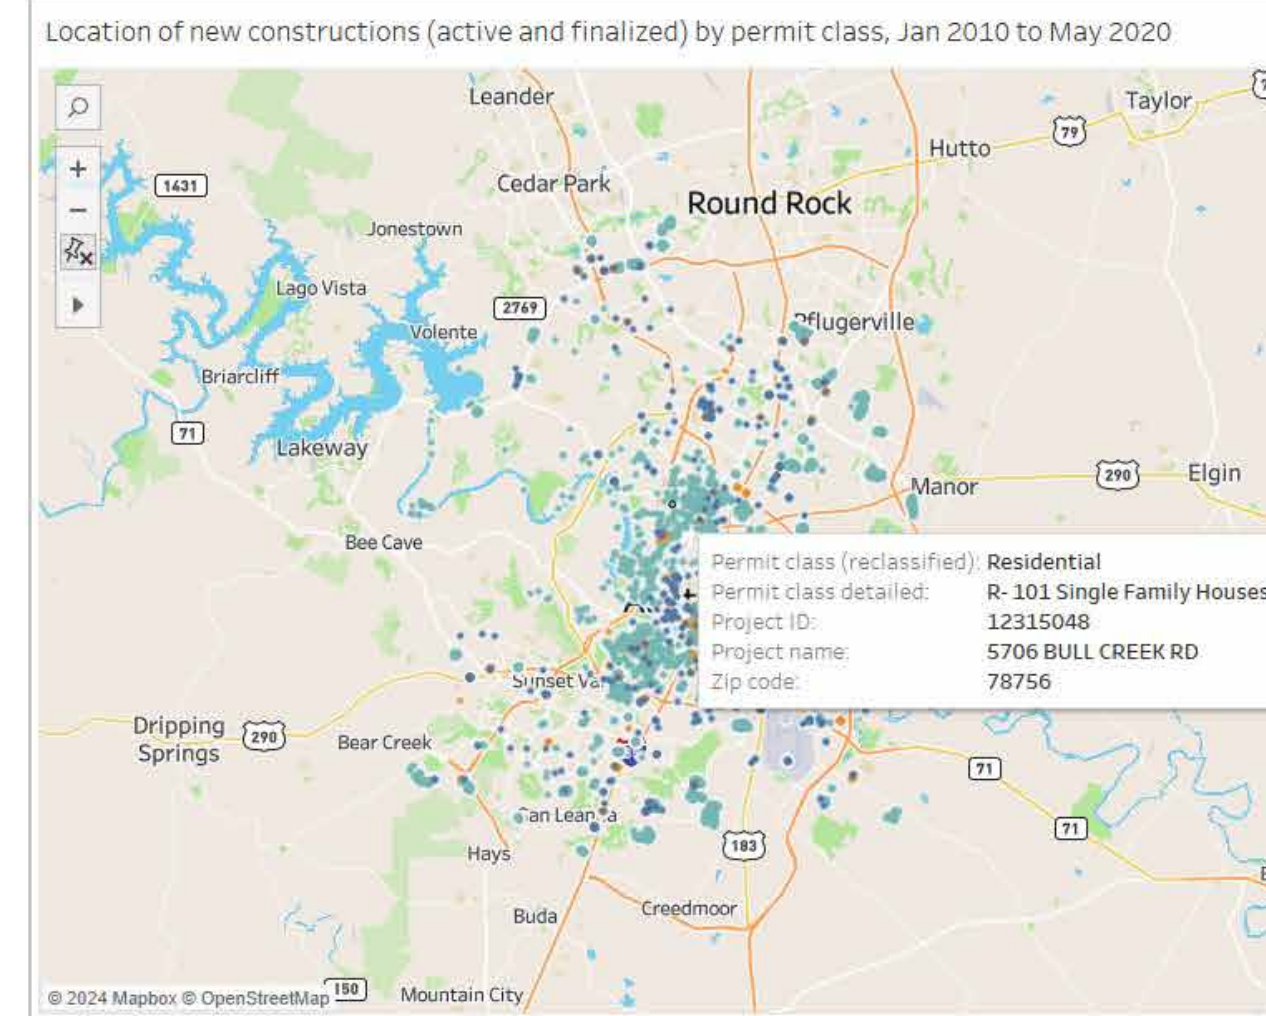 Location of new constructions (active and finalized) by permit class, Jan 2010 to May 2020
Leander
Taylor
79
Hutto
1431
Cedar Park
Round Rock
Jonestown
Lago Vista
2769
Volente
Pflugerville
Briarcliff
71
Lakeway
290
Elgin
Manor
Bee Cave
Permit class (reclassified): Residential
Permit class detailed: R- 101 Single Family Houses
Project ID: 12315048
Project name: 5706 BULL CREEK RD
Zip code: 78756
Sunset Va
Dripping
Springs
290
Bear Creek
71
San Leanna
71
183
Hays
Creedmoor
Buda
150
Mountain City
© 2024 Mapbox © OpenStreetMap